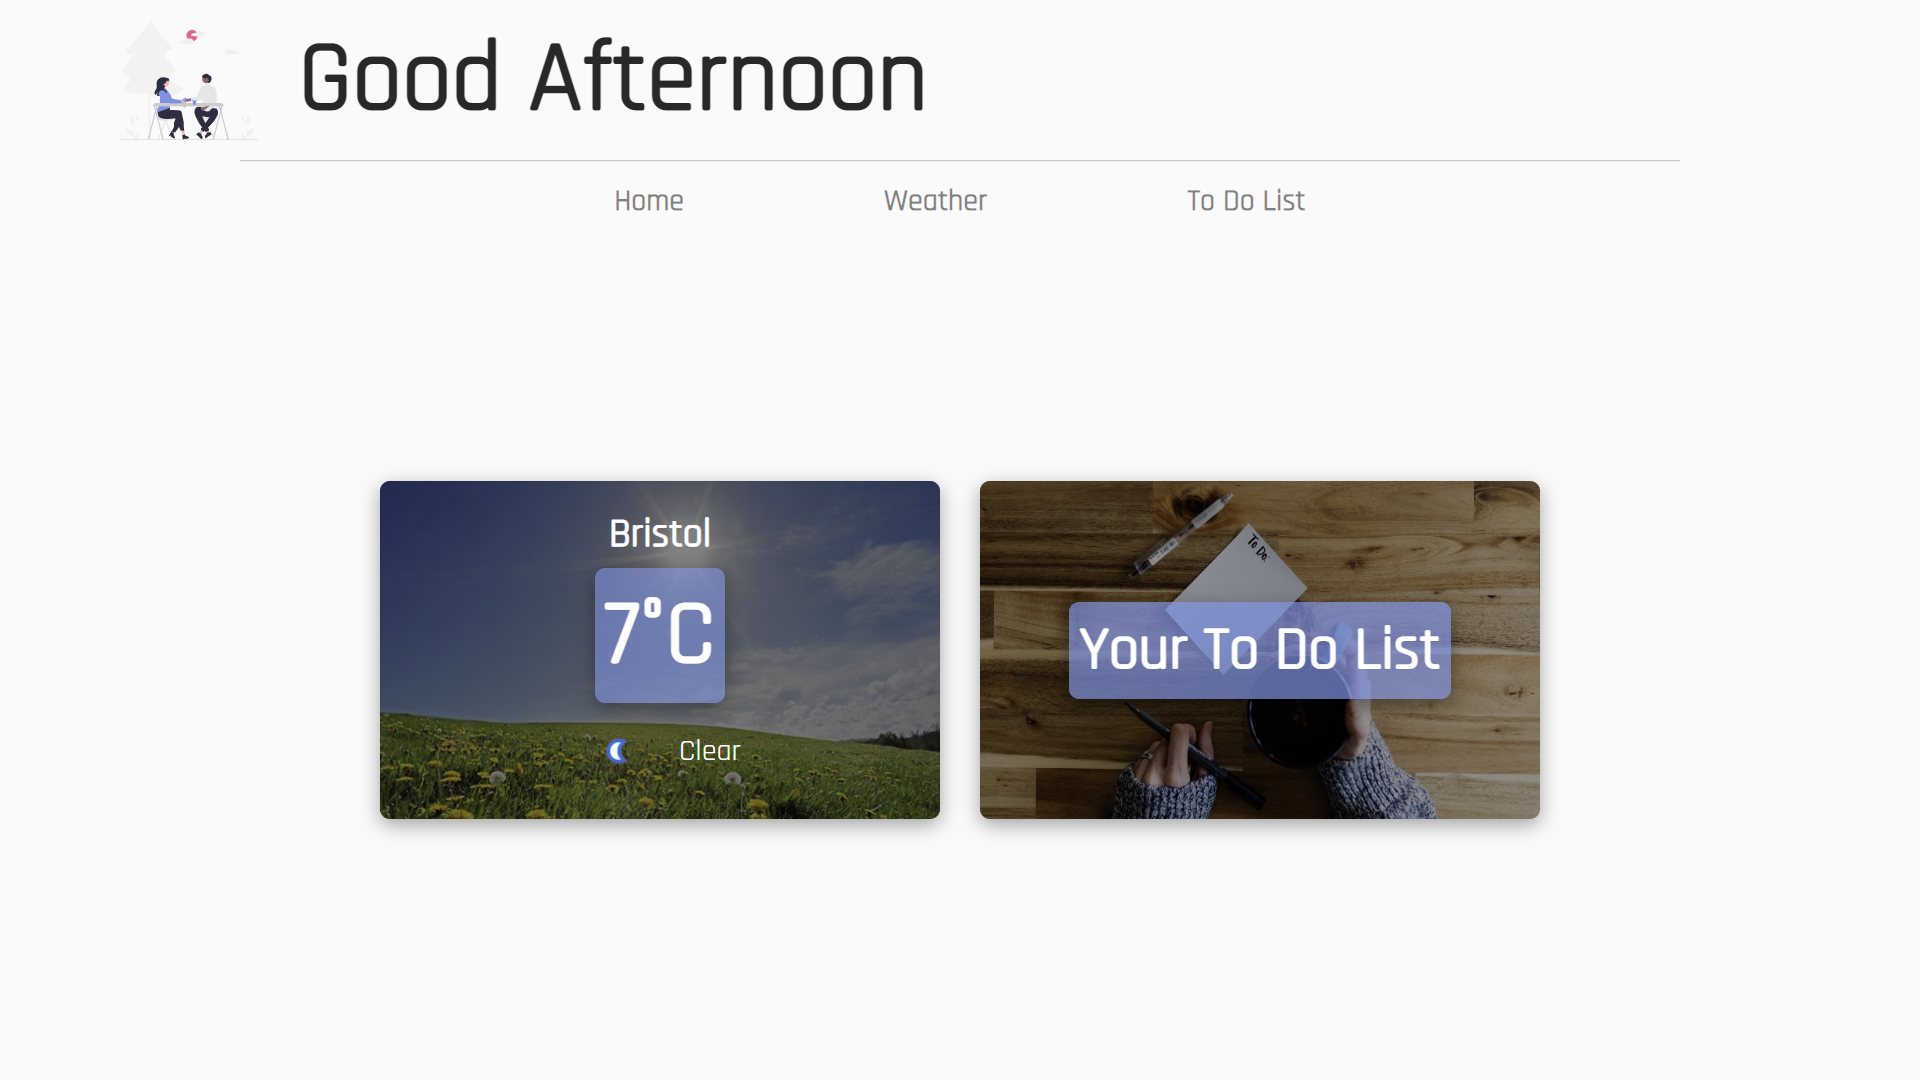 Good Afternoon
Home
Weather
To Do List
Bristol
7°C
Clear
To Do:
Your To Do List